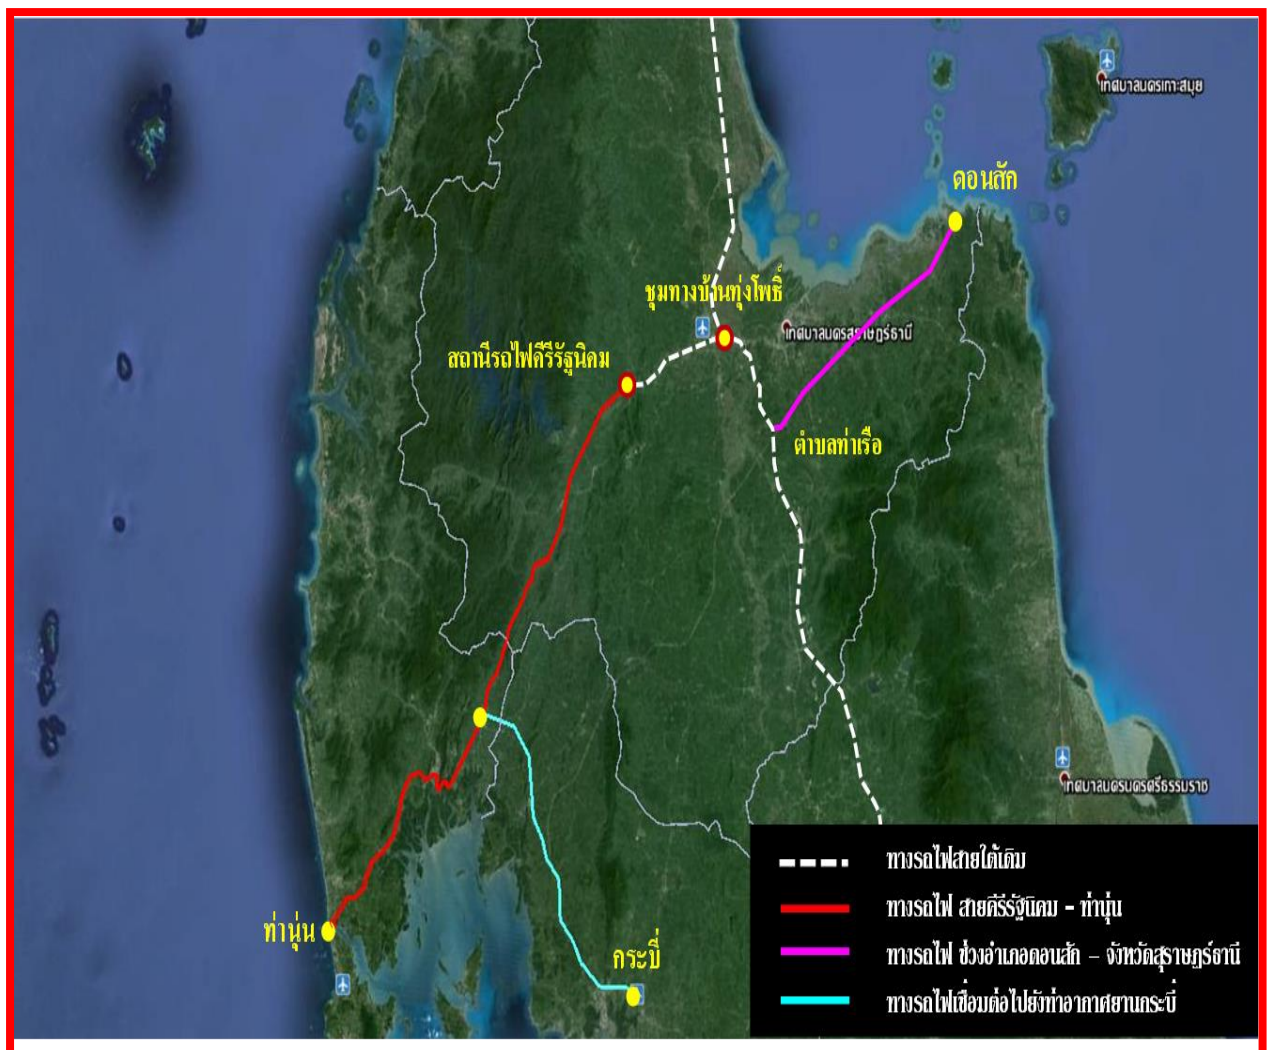 เทศบาลนครเกาะสมุย
ดอนสัก
ชุมทางบ้านทุ่งโพธิ์
เทศบาลนครสุราษฎร์ธานี
สถานีรถไฟคีรีรัฐนิคม
ตำบลท่าเรือ
เทศบาลนครนครศรีธรรมราช
ท่านุ่น
กระบี่
ทางรถไฟสายใต้เดิม
ทางรถไฟ สายคีรีรัฐนิคม - ท่านุ่น
ทางรถไฟ ช่วงอำเภอดอนสัก - จังหวัดสุราษฎร์ธานี
ทางรถไฟเชื่อมต่อไปยังท่าอากาศยานกระบี่